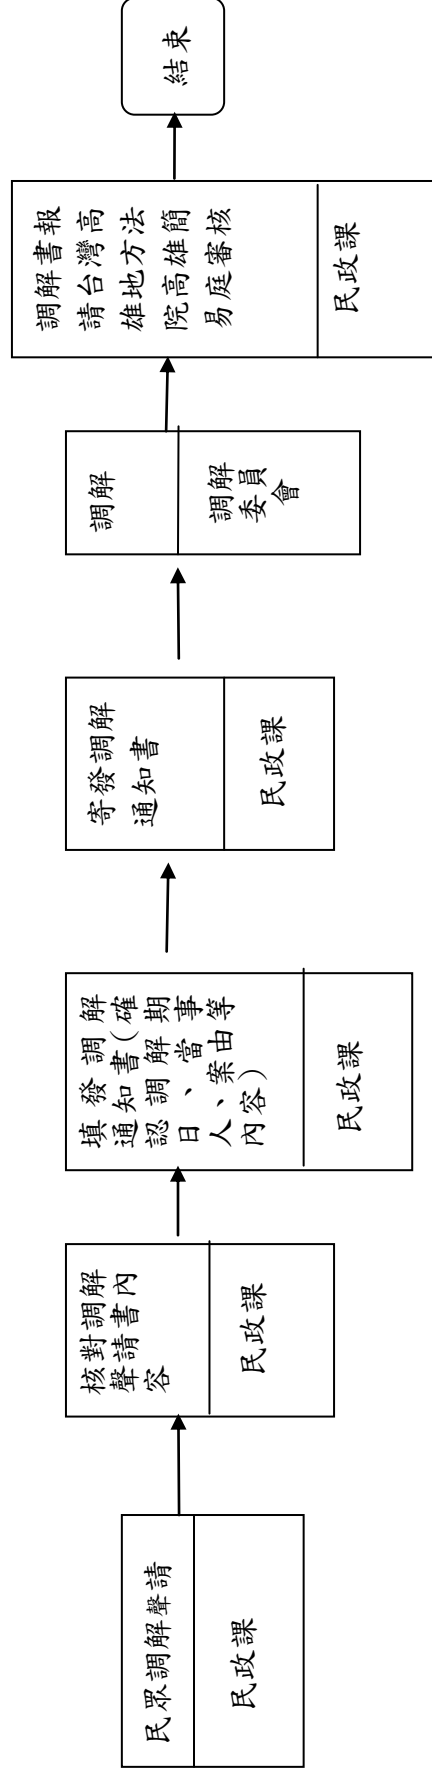 民眾調解聲請
民政課
核對調解
聲請書內
容
民政課
填發調解
通知書(確
認調解期
日、當事
人、案由等
內容)
民政課
寄發調解
通知書
民政課
調解
調解
委員
會
調解書報
請台灣高
雄地方法
院高雄簡
易庭審核
民政課
結束